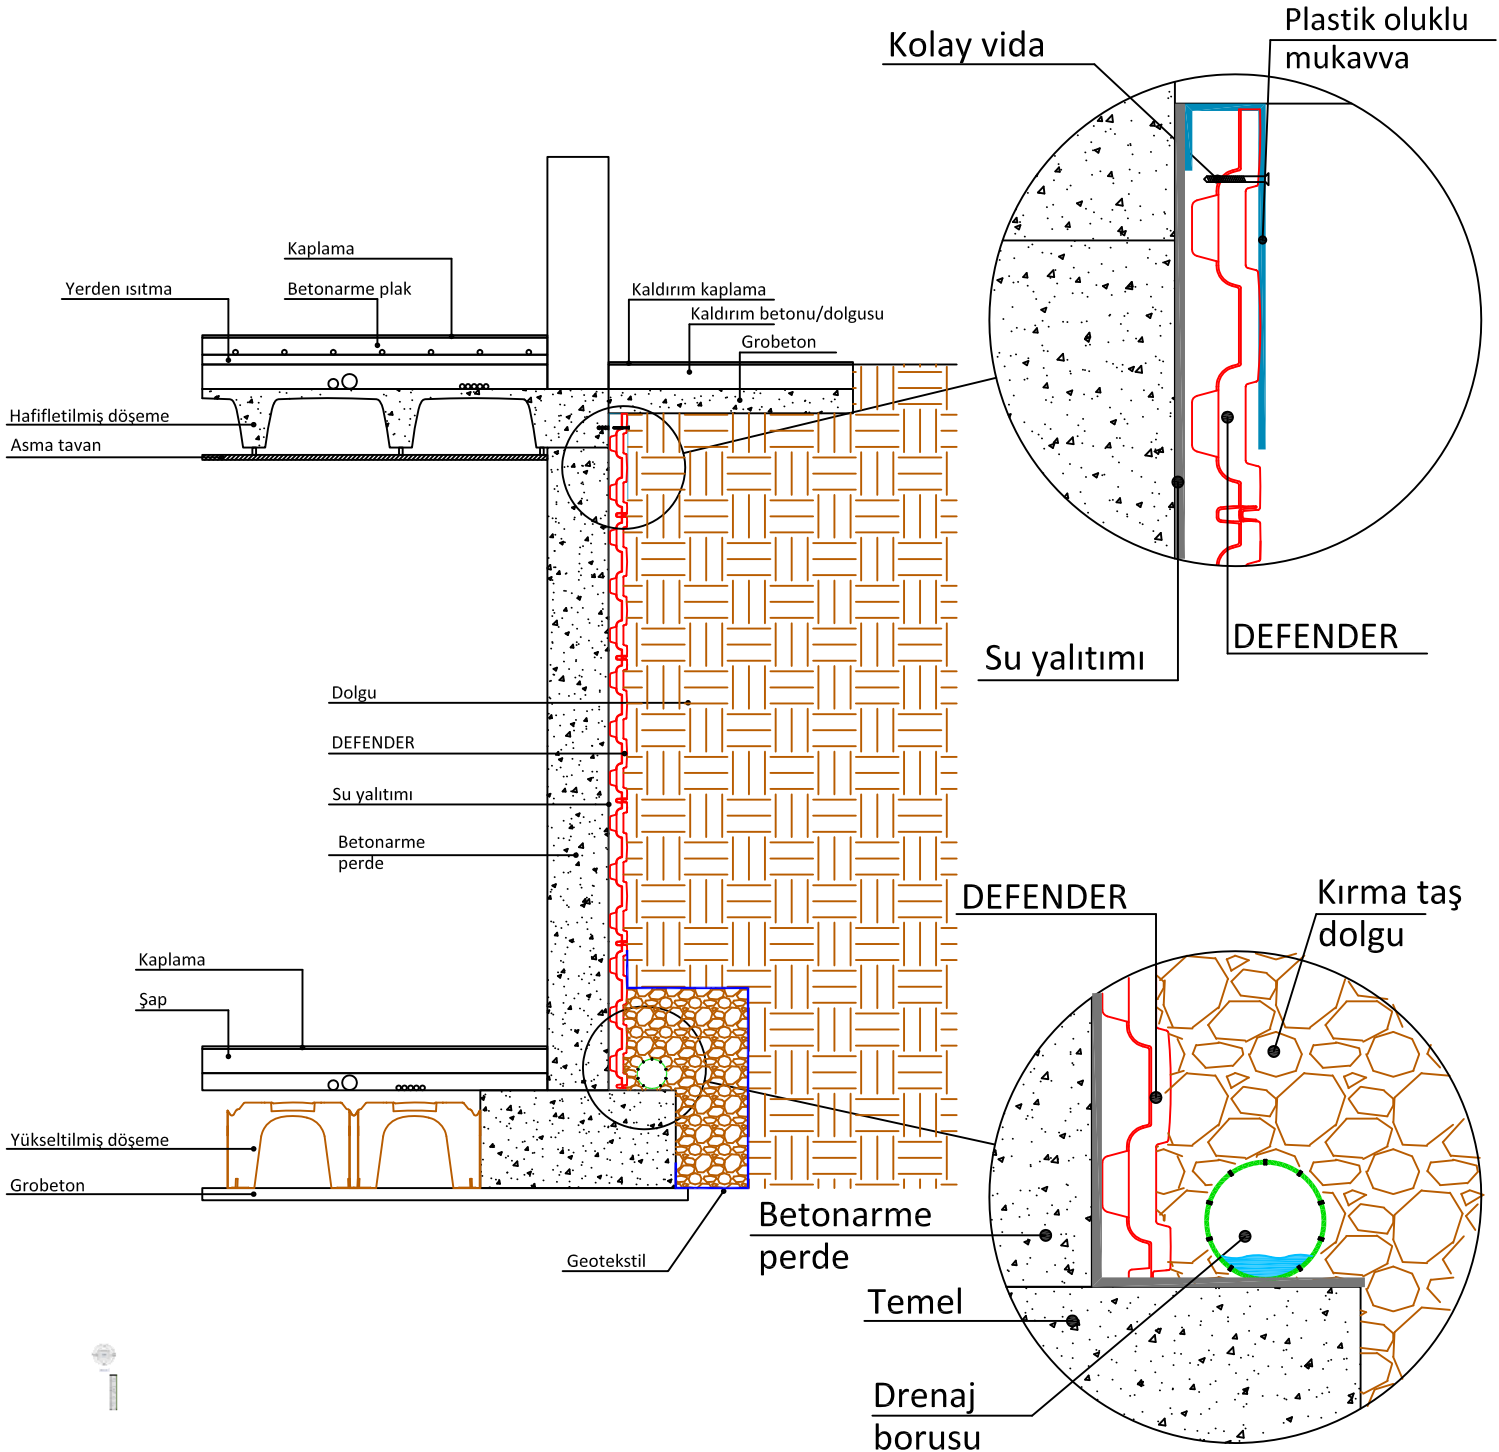 Plastik oluklu
mukavva
Kolay vida
Kaplama
Yerden ısıtma
Betonarme plak
Kaldırım kaplama
Kaldırım betonu/dolgusu
Grobeton
Hafifletilmiş döşeme
Asma tavan
DEFENDER
Su yalıtımı
Dolgu
DEFENDER
Su yalıtımı
Betonarme
perde
DEFENDER
Kırma taş
dolgu
Kaplama
Şap
Yükseltilmiş döşeme
Grobeton
Geotekstil
Betonarme
perde
Temel
Drenaj
borusu